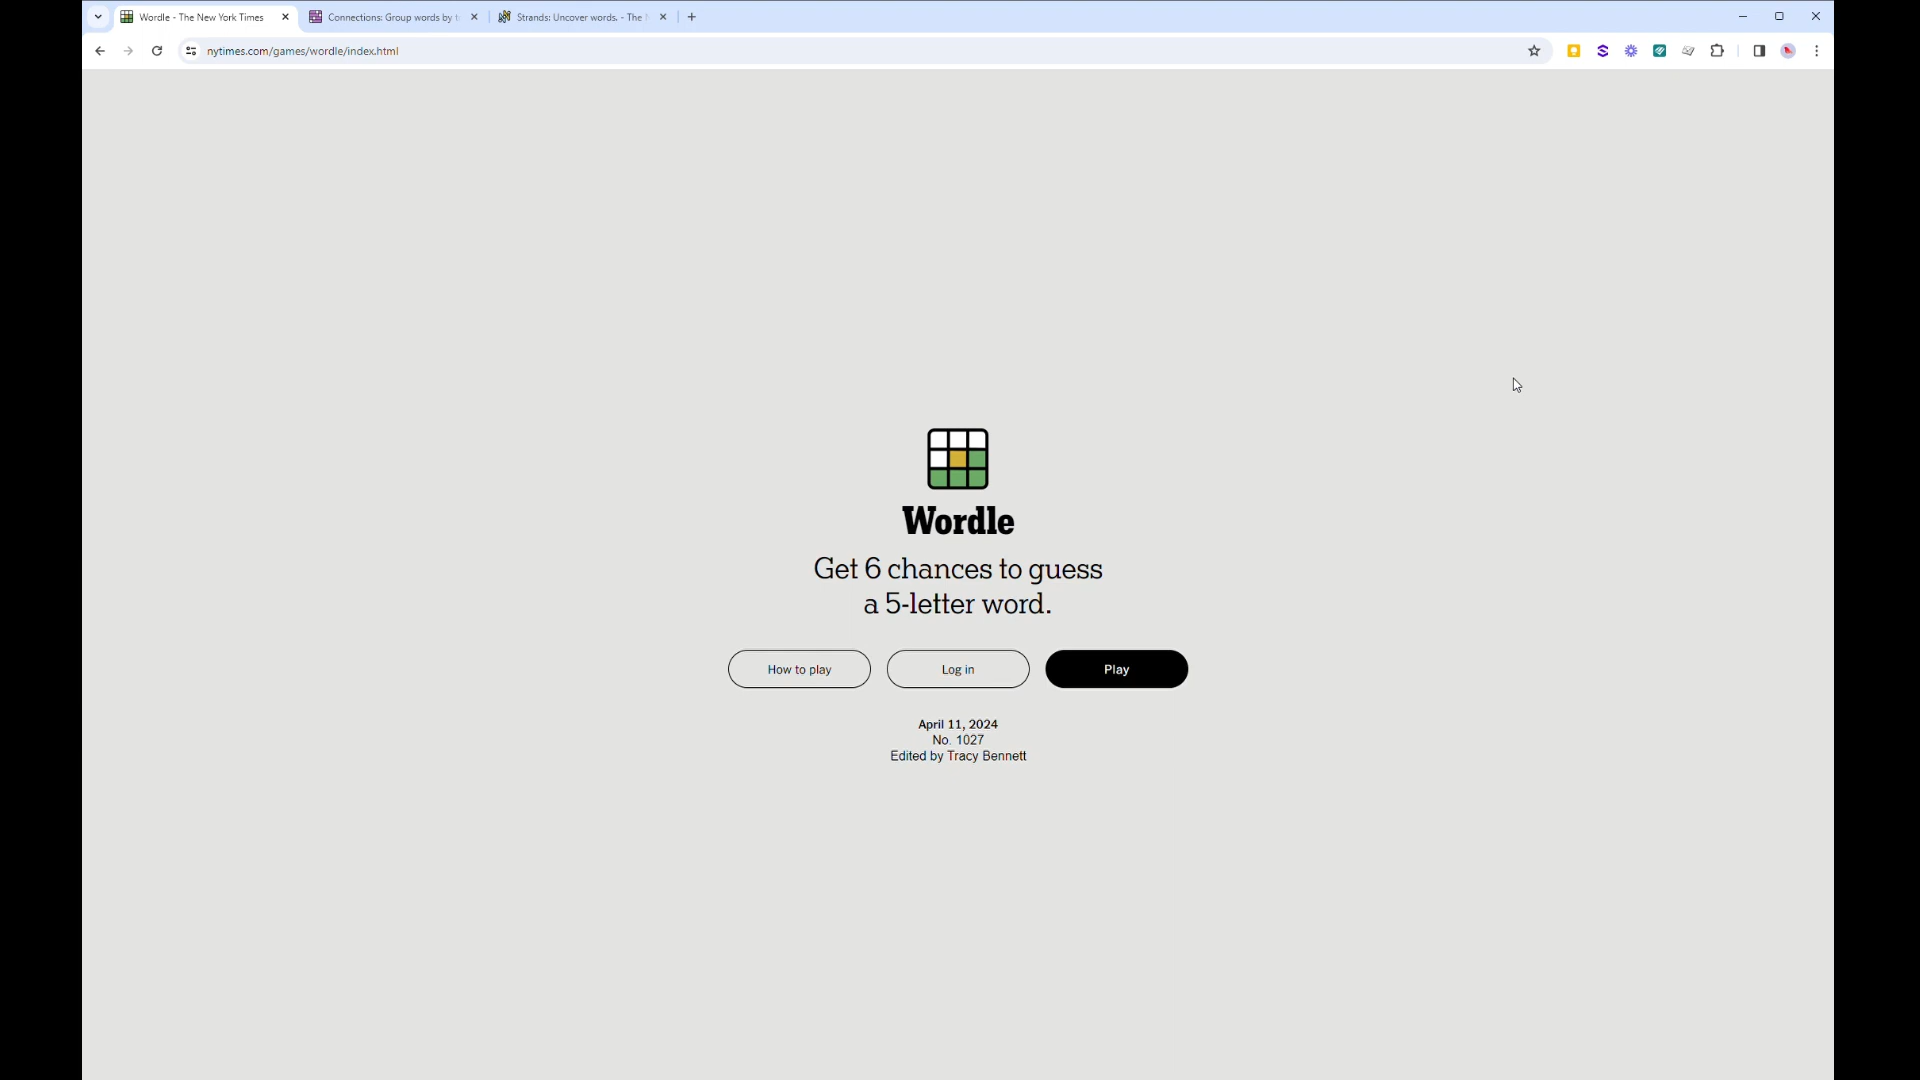 Wordle - The New York Times
Connections: Group words by
Strands: Uncover words. - The
nytimes.com/games/wordle/index.html
Wordle
Get 6 chances to guess
a 5-letter word.
How to play
Log in
Play
April 11, 2024
No. 1027
Edited by Tracy Bennett